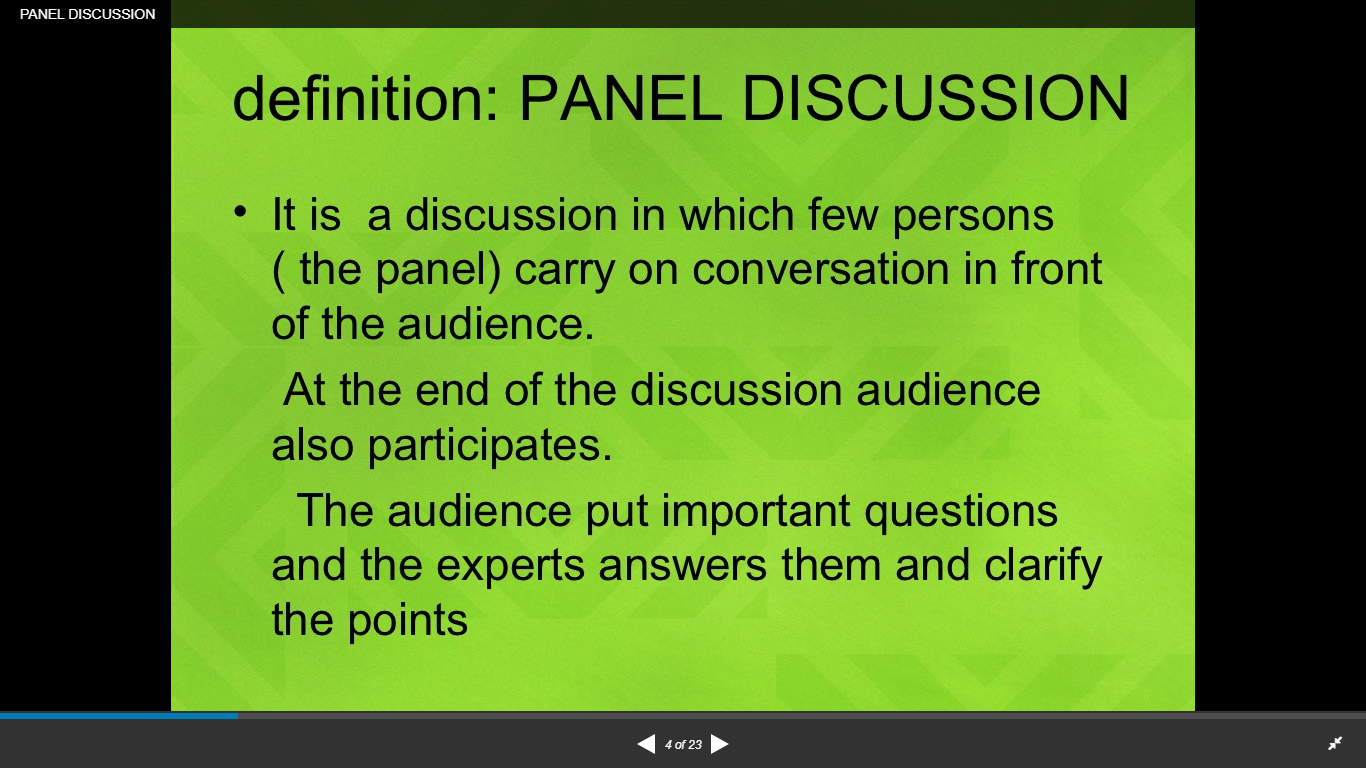 PANEL DISCUSSION
definition: PANEL DISCUSSION
• It is  a discussion in which few persons
( the panel) carry on conversation in front
of the audience.
At the end of the discussion audience
also participates.
The audience put important questions
and the experts answers them and clarify
the points
4 of 23